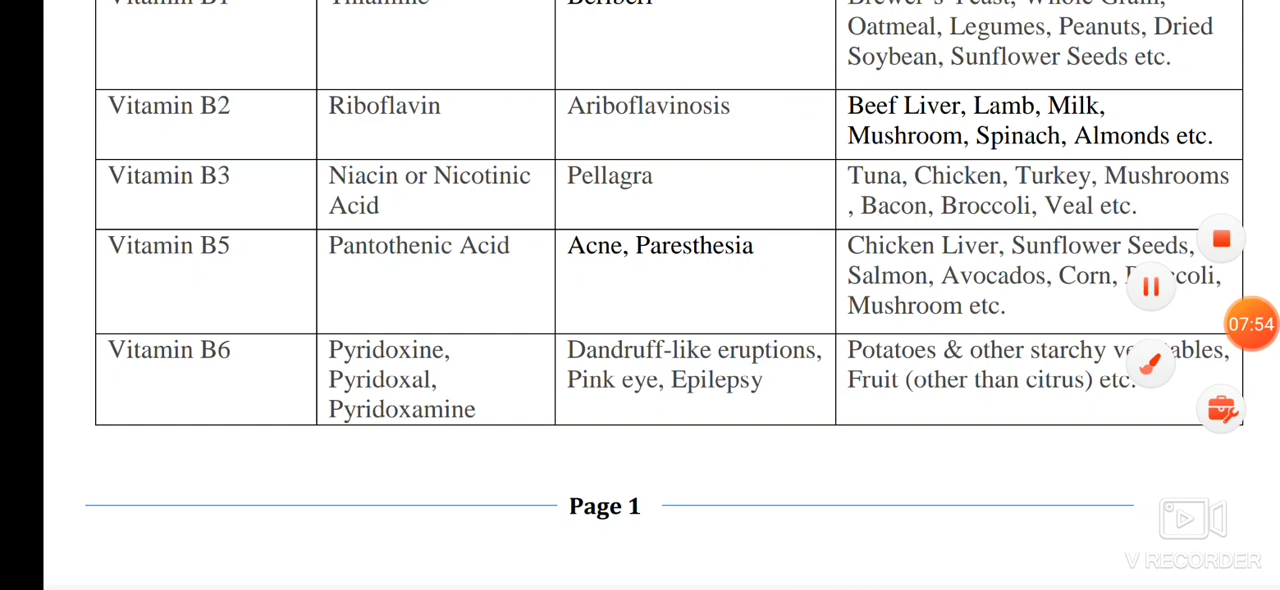 Oatmeal, Legumes, Peanuts, Dried
Soybean, Sunflower Seeds etc.
Vitamin B2 Riboflavin Ariboflavinosis Beef Liver, Lamb, Milk,
Mushroom, Spinach, Almonds etc.
Vitamin B3 Niacin or Nicotinic Pellagra Tuna, Chicken, Turkey, Mushrooms
Acid , Bacon, Broccoli, Veal etc.
Vitamin B5 Pantothenic Acid Acne, Paresthesia Chicken Liver, Sunflower Seeds,
Salmon, Avocados, Corn,
Mushroom etc.
Vitamin B6 Pyridoxine, Dandruff-like eruptions, Potatoes & other starchy
Pyridoxal, Pink eye, Epilepsy Fruit (other than citrus) etc.
Pyridoxamine
07:54
Page 1
V RECORDER